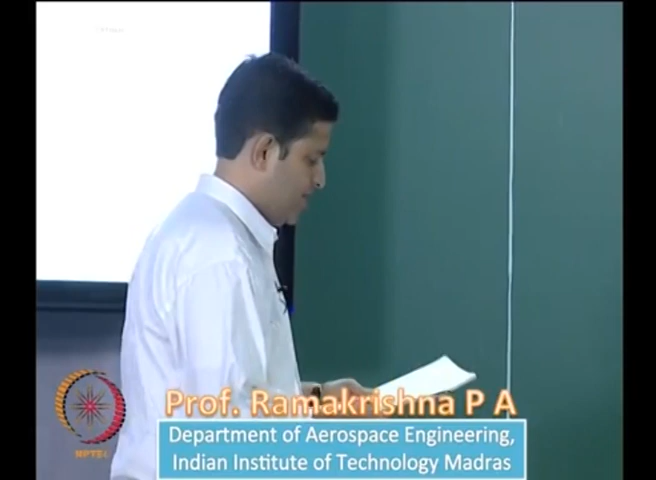 Prof. Ramakrishna P A
Department of Aerospace Engineering,
Indian Institute of Technology Madras
NPTEL